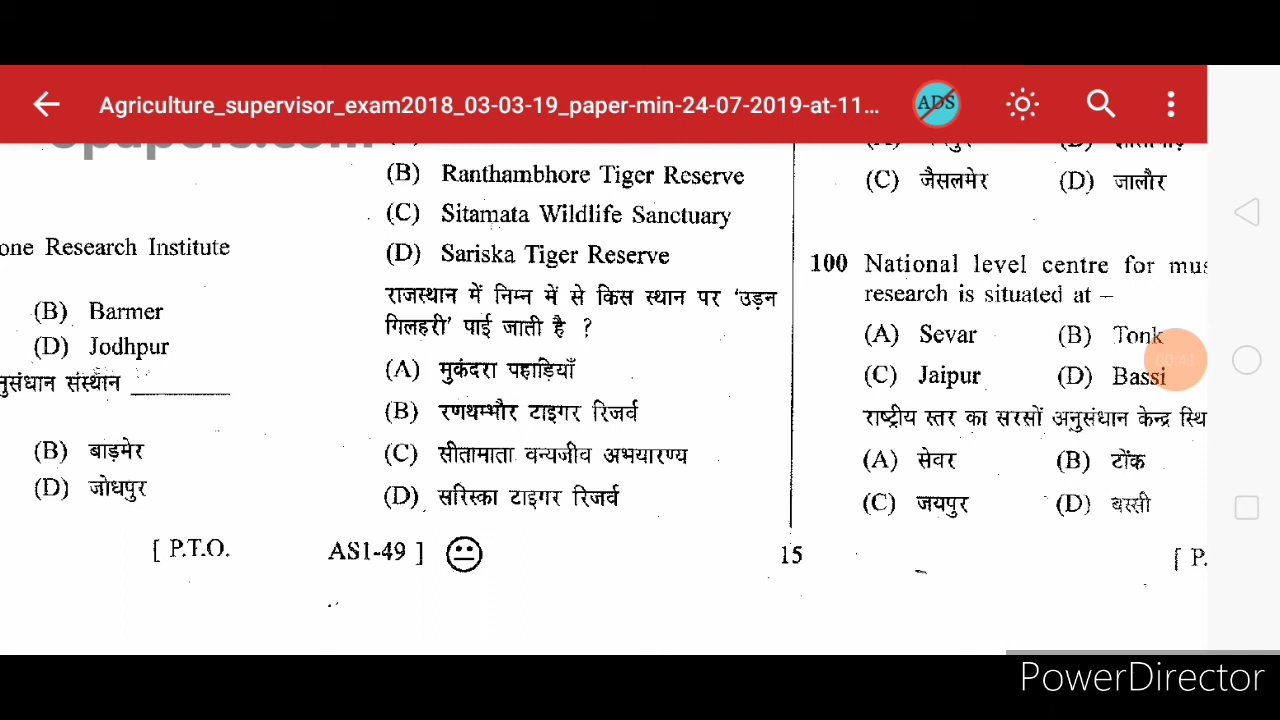 Agriculture_supervisor_exam2018_03-03-19_paper-min-24-07-2019-at-11...
ADS
one Research Institute
(B) Barmer
(D) Jodhpur
नुसंधान संस्थान ________
(B) बाड़मेर
(D) जोधपुर
[ P.T.O.
(B) Ranthambhore Tiger Reserve
(C) Sitamata Wildlife Sanctuary
(D) Sariska Tiger Reserve
राजस्थान में निम्न में से किस स्थान पर 'उड़न
गिलहरी' पाई जाती है ?
(A) मुकंदरा पहाड़ियाँ
(B) रणथम्भौर टाइगर रिजर्व
(C) सीतामाता वन्यजीव अभयारण्य
(D) सरिस्का टाइगर रिजर्व
AS1-49 ]
15
(C) जैसलमेर (D) जालौर
100 National level centre for mus
research is situated at –
(A) Sevar (B) Tonk
(C) Jaipur (D) Bassi
राष्ट्रीय स्तर का सरसों अनुसंधान केन्द्र स्थि
(A) सेवर (B) टोंक
(C) जयपुर (D) बस्सी
[ P.
PowerDirector